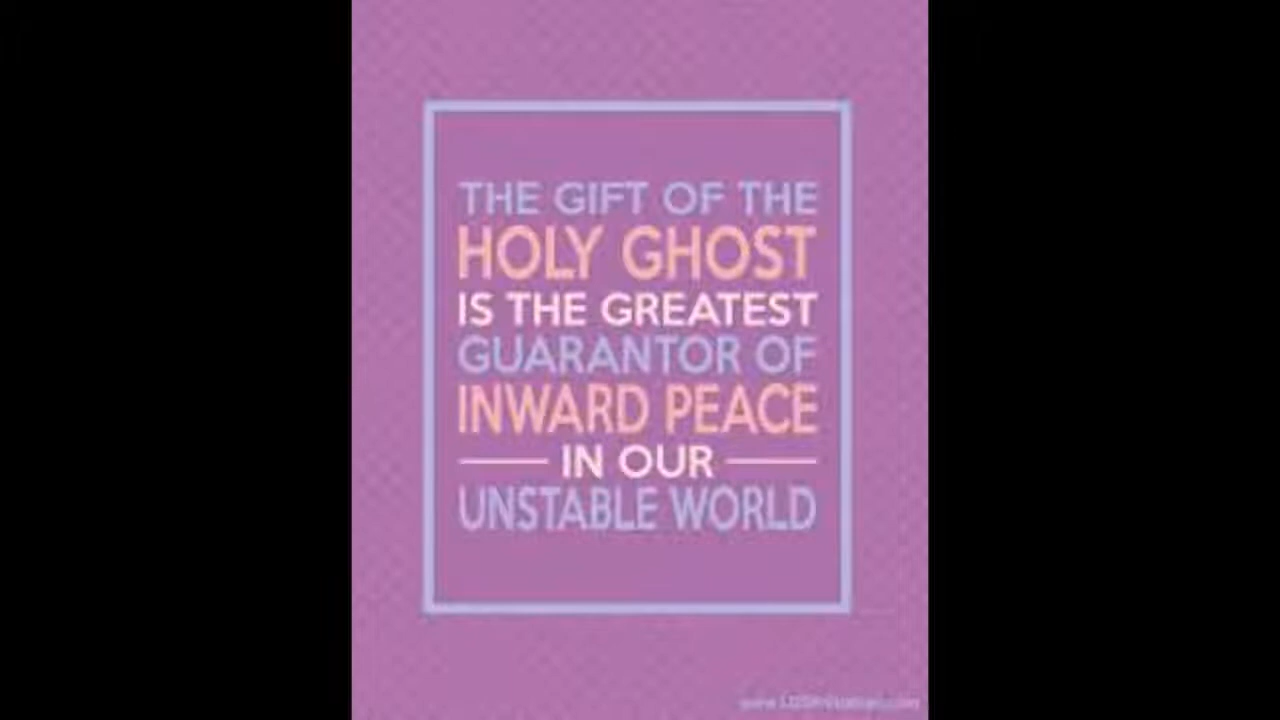 THE GIFT OF THE
HOLY GHOST
IS THE GREATEST
GUARANTOR OF
INWARD PEACE
IN OUR
UNSTABLE WORLD